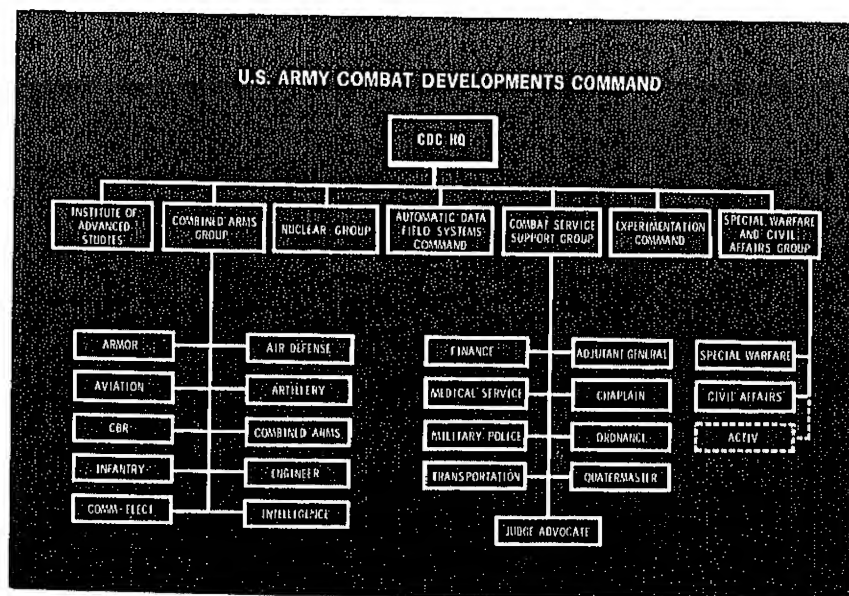 U.S. ARMY COMBAT DEVELOPMENTS COMMAND
CDC HQ
INSTITUTE OF
ADVANCED
STUDIES
COMBINED ARMS
GROUP
NUCLEAR GROUP
AUTOMATIC DATA
FIELD SYSTEMS
COMMAND
COMBAT SERVICE
SUPPORT GROUP
EXPERIMENTATION
COMMAND
SPECIAL WARFARE
AND CIVIL
AFFAIRS GROUP
ARMOR
AIR DEFENSE
AVIATION
ARTILLERY
CBR
COMBINED ARMS
INFANTRY
ENGINEER
COMM-ELECT
INTELLIGENCE
FINANCE
ADJUTANT GENERAL
MEDICAL SERVICE
CHAPLAIN
MILITARY POLICE
ORDNANCE
TRANSPORTATION
QUATERMASTER
JUDGE ADVOCATE
SPECIAL WARFARE
CIVIL AFFAIRS
ACTIV